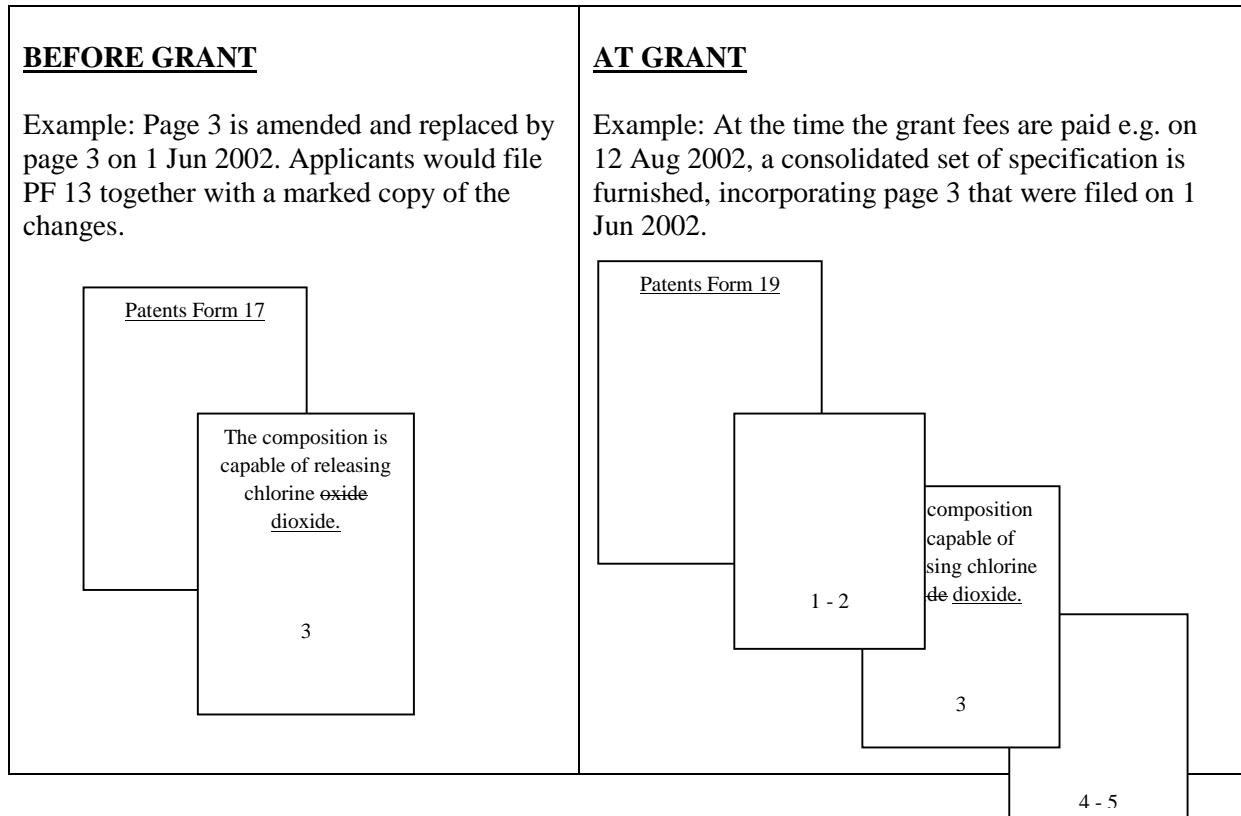 BEFORE GRANT
Example: Page 3 is amended and replaced by
page 3 on 1 Jun 2002. Applicants would file
PF 13 together with a marked copy of the
changes.
Patents Form 17
The composition is
capable of releasing
chlorine oxide
dioxide.
3
AT GRANT
Example: At the time the grant fees are paid e.g. on
12 Aug 2002, a consolidated set of specification is
furnished, incorporating page 3 that were filed on 1
Jun 2002.
Patents Form 19
1 - 2
composition
capable of
sing chlorine
de dioxide.
3
4 - 5